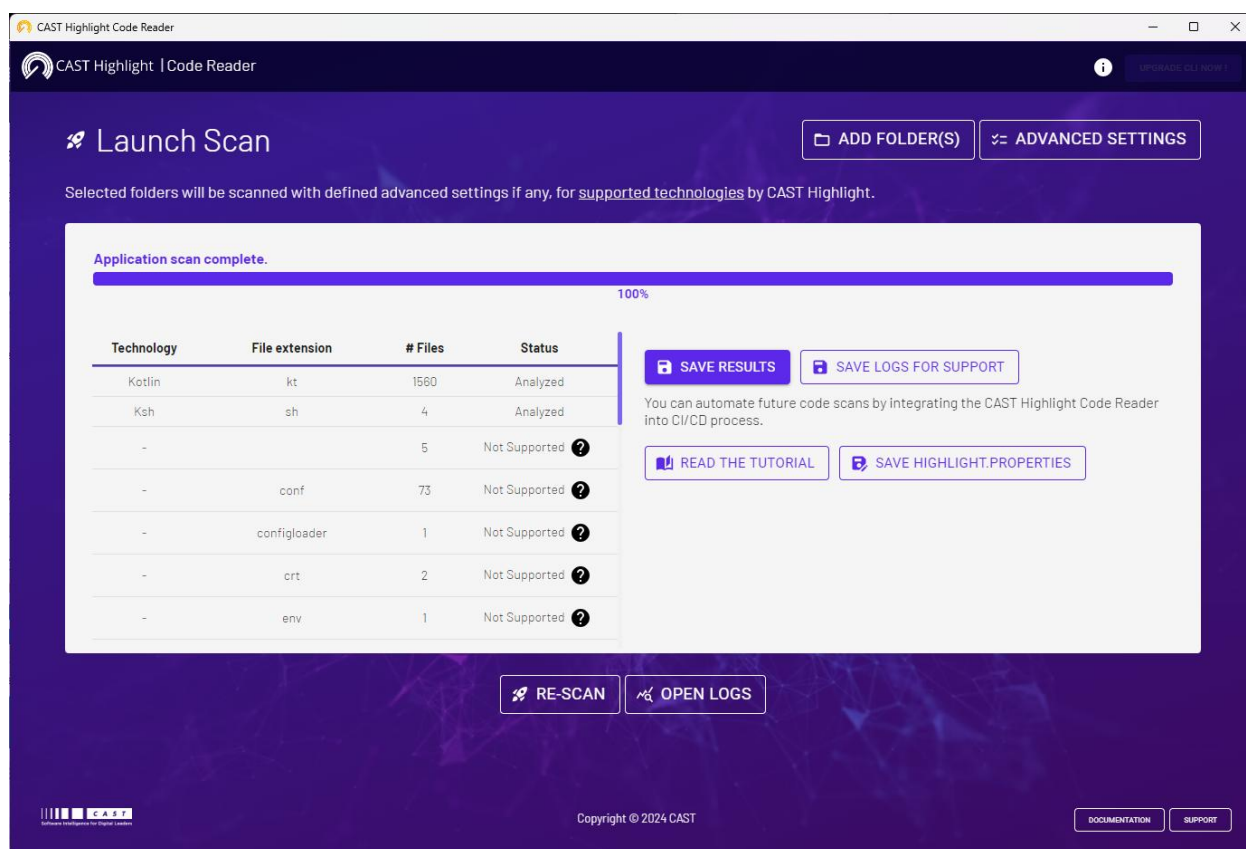 CAST Highlight Code Reader
CAST Highlight | Code Reader
UPGRADE CLI NOW !
Launch Scan
ADD FOLDER(S)
ADVANCED SETTINGS
Selected folders will be scanned with defined advanced settings if any, for supported technologies by CAST Highlight.
Application scan complete.
100%
Technology File extension # Files Status
Kotlin kt 1560 Analyzed
Ksh sh 4 Analyzed
- 5 Not Supported ?
- conf 73 Not Supported ?
- configloader 1 Not Supported ?
- crt 2 Not Supported ?
- env 1 Not Supported ?
SAVE RESULTS
SAVE LOGS FOR SUPPORT
You can automate future code scans by integrating the CAST Highlight Code Reader
into CI/CD process.
READ THE TUTORIAL
SAVE HIGHLIGHT.PROPERTIES
RE-SCAN
OPEN LOGS
CAST
Software Intelligence for Digital Leaders
Copyright © 2024 CAST
DOCUMENTATION
SUPPORT